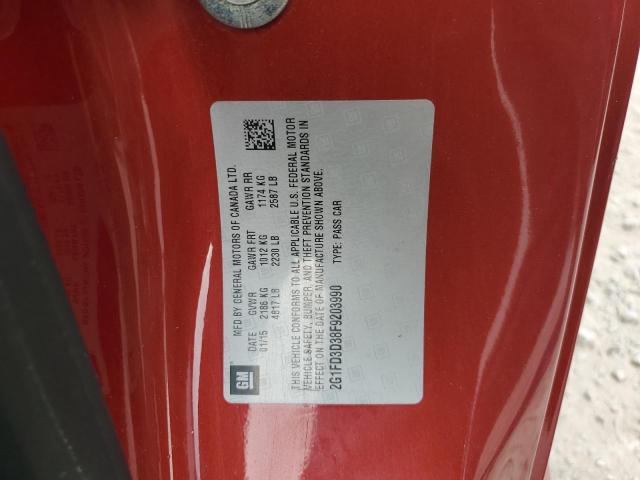 GM
MFD BY GENERAL MOTORS OF CANADA LTD.
DATE GVWR GAWR FRT GAWR RR
01/15 2186 KG 1012 KG 1174 KG
4817 LB 2230 LB 2587 LB
THIS VEHICLE CONFORMS TO ALL APPLICABLE U.S. FEDERAL MOTOR
VEHICLE SAFETY, BUMPER, AND THEFT PREVENTION STANDARDS IN
EFFECT ON THE DATE OF MANUFACTURE SHOWN ABOVE.
2G1FD3D38F9203990 TYPE: PASS CAR